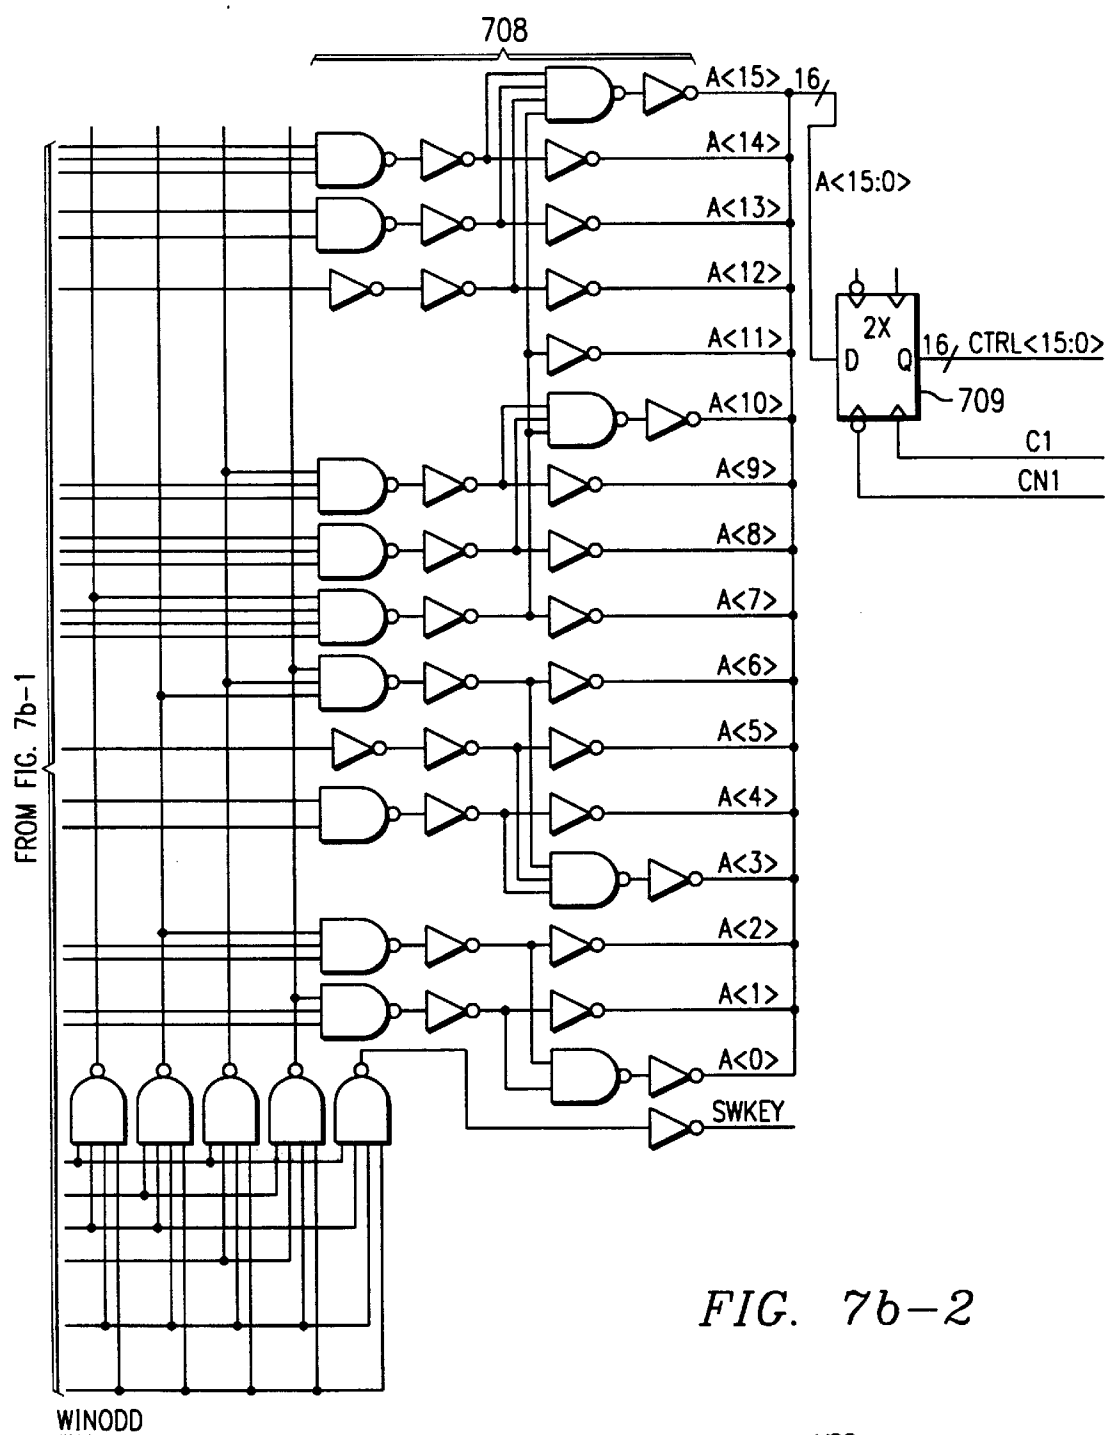 708
A<15>
16
A<14>
A<15:0>
A<13>
A<12>
A<11>
2X
D
Q
16
CTRL<15:0>
709
A<10>
C1
A<9>
CN1
A<8>
A<7>
A<6>
FROM FIG. 7b-1
A<5>
A<4>
A<3>
A<2>
A<1>
A<0>
SWKEY
FIG. 7b-2
WINODD